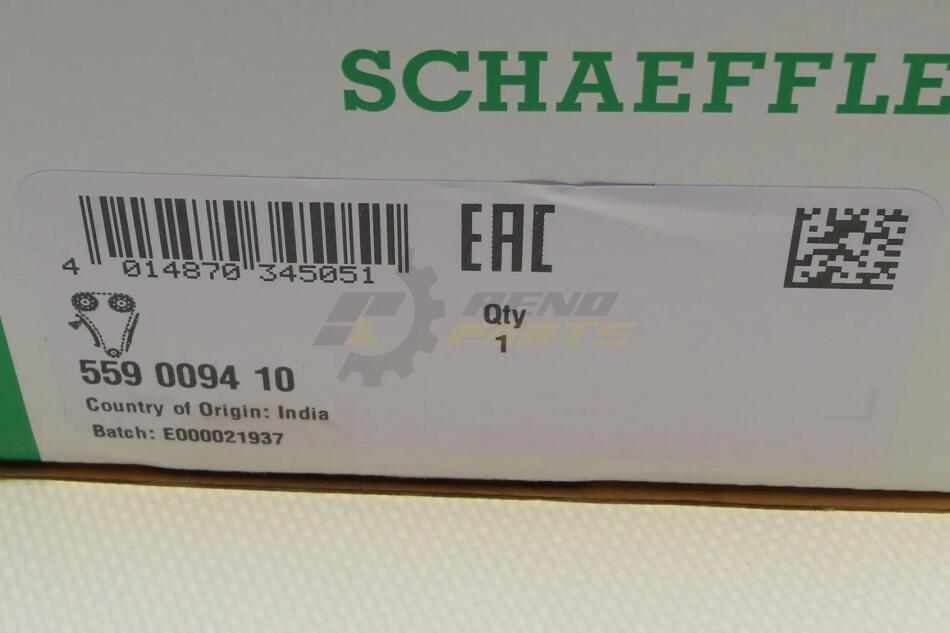 SCHAEFFLE
EAC
4 014870 345051
RENO
PARTS
Qty
1
559 0094 10
Country of Origin: India
Batch: E000021937